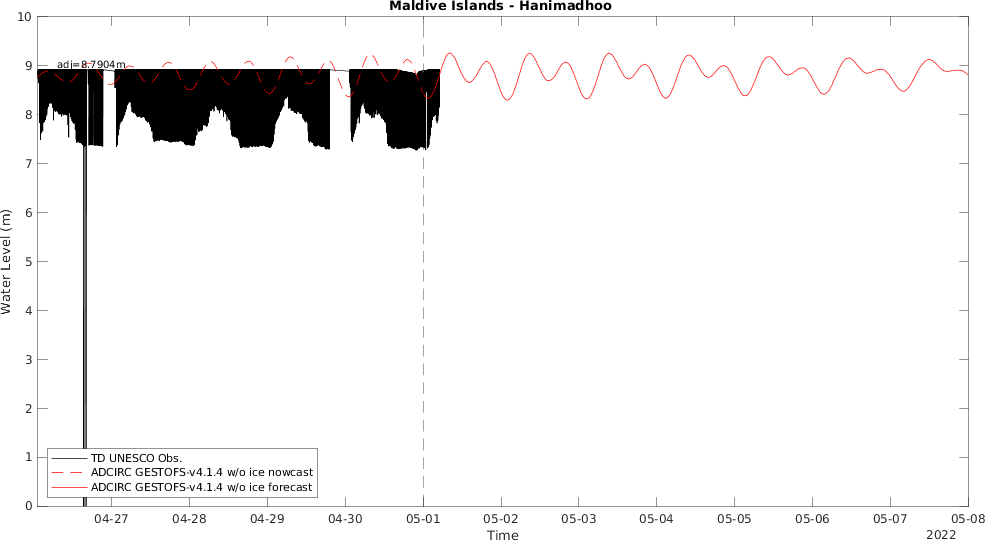 Maldive Islands - Hanimadhoo
adj=8.7904m
10
9
8
7
6
5
4
3
2
1
0
Water Level (m)
TD UNESCO Obs.
ADCIRC GESTOFS-v4.1.4 w/o ice nowcast
ADCIRC GESTOFS-v4.1.4 w/o ice forecast
04-27 04-28 04-29 04-30 05-01 05-02 05-03 05-04 05-05 05-06 05-07 05-08
Time
2022